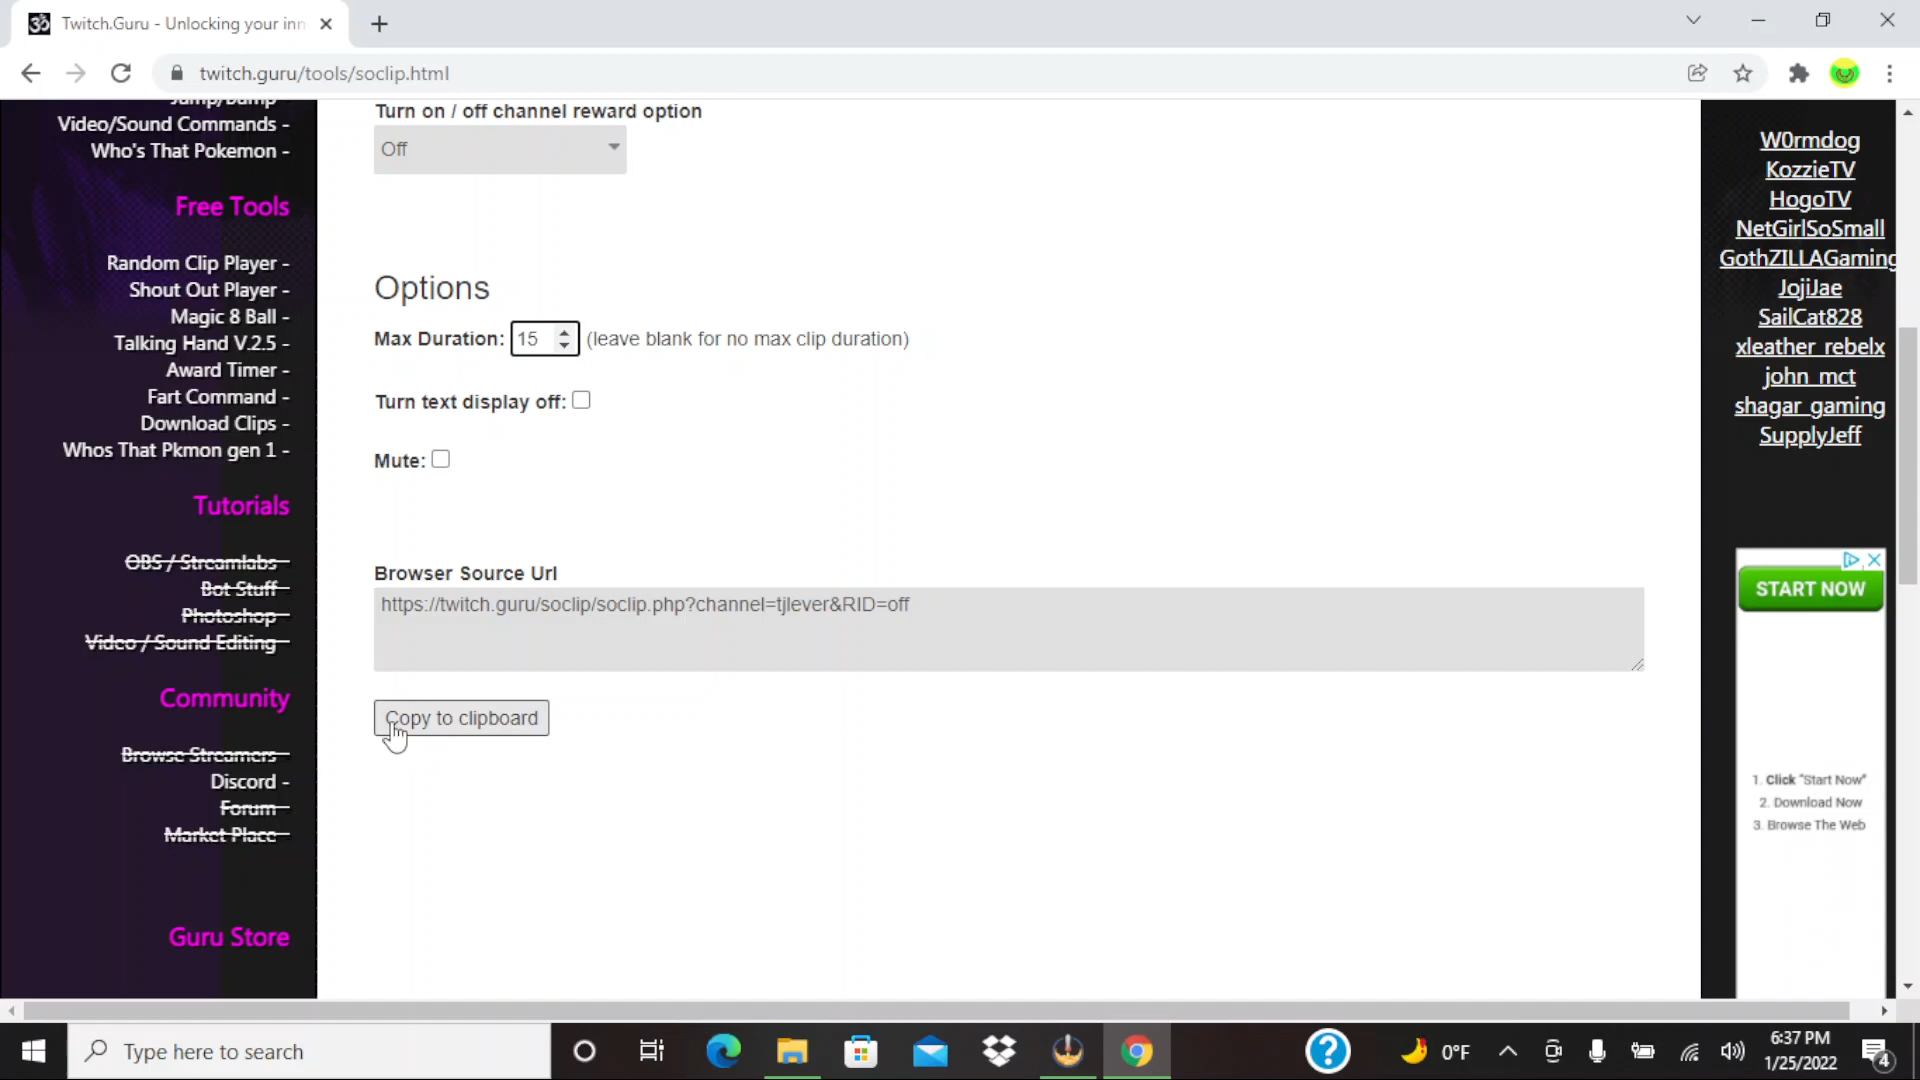 Twitch.Guru - Unlocking your inn
twitch.guru/tools/soclip.html
Jump/Bump -
Video/Sound Commands -
Who's That Pokemon -
Free Tools
Random Clip Player -
Shout Out Player -
Magic 8 Ball -
Talking Hand V.2.5 -
Award Timer -
Fart Command -
Download Clips -
Whos That Pkmon gen 1 -
Tutorials
OBS / Streamlabs -
Bot Stuff -
Photoshop -
Video / Sound Editing -
Community
Browse Streamers -
Discord -
Forum -
Market Place -
Guru Store
Turn on / off channel reward option
Off
Options
Max Duration: 15 (leave blank for no max clip duration)
Turn text display off:
Mute:
Browser Source Url
https://twitch.guru/soclip/soclip.php?channel=tjlever&RID=off
Copy to clipboard
W0rmdog
KozzieTV
HogoTV
NetGirlSoSmall
GothZILLAGaming
JojiJae
SailCat828
xleather_rebelx
john_mct
shagar_gaming
SupplyJeff
START NOW
1. Click "Start Now"
2. Download Now
3. Browse The Web
Type here to search
0°F
6:37 PM
1/25/2022
4